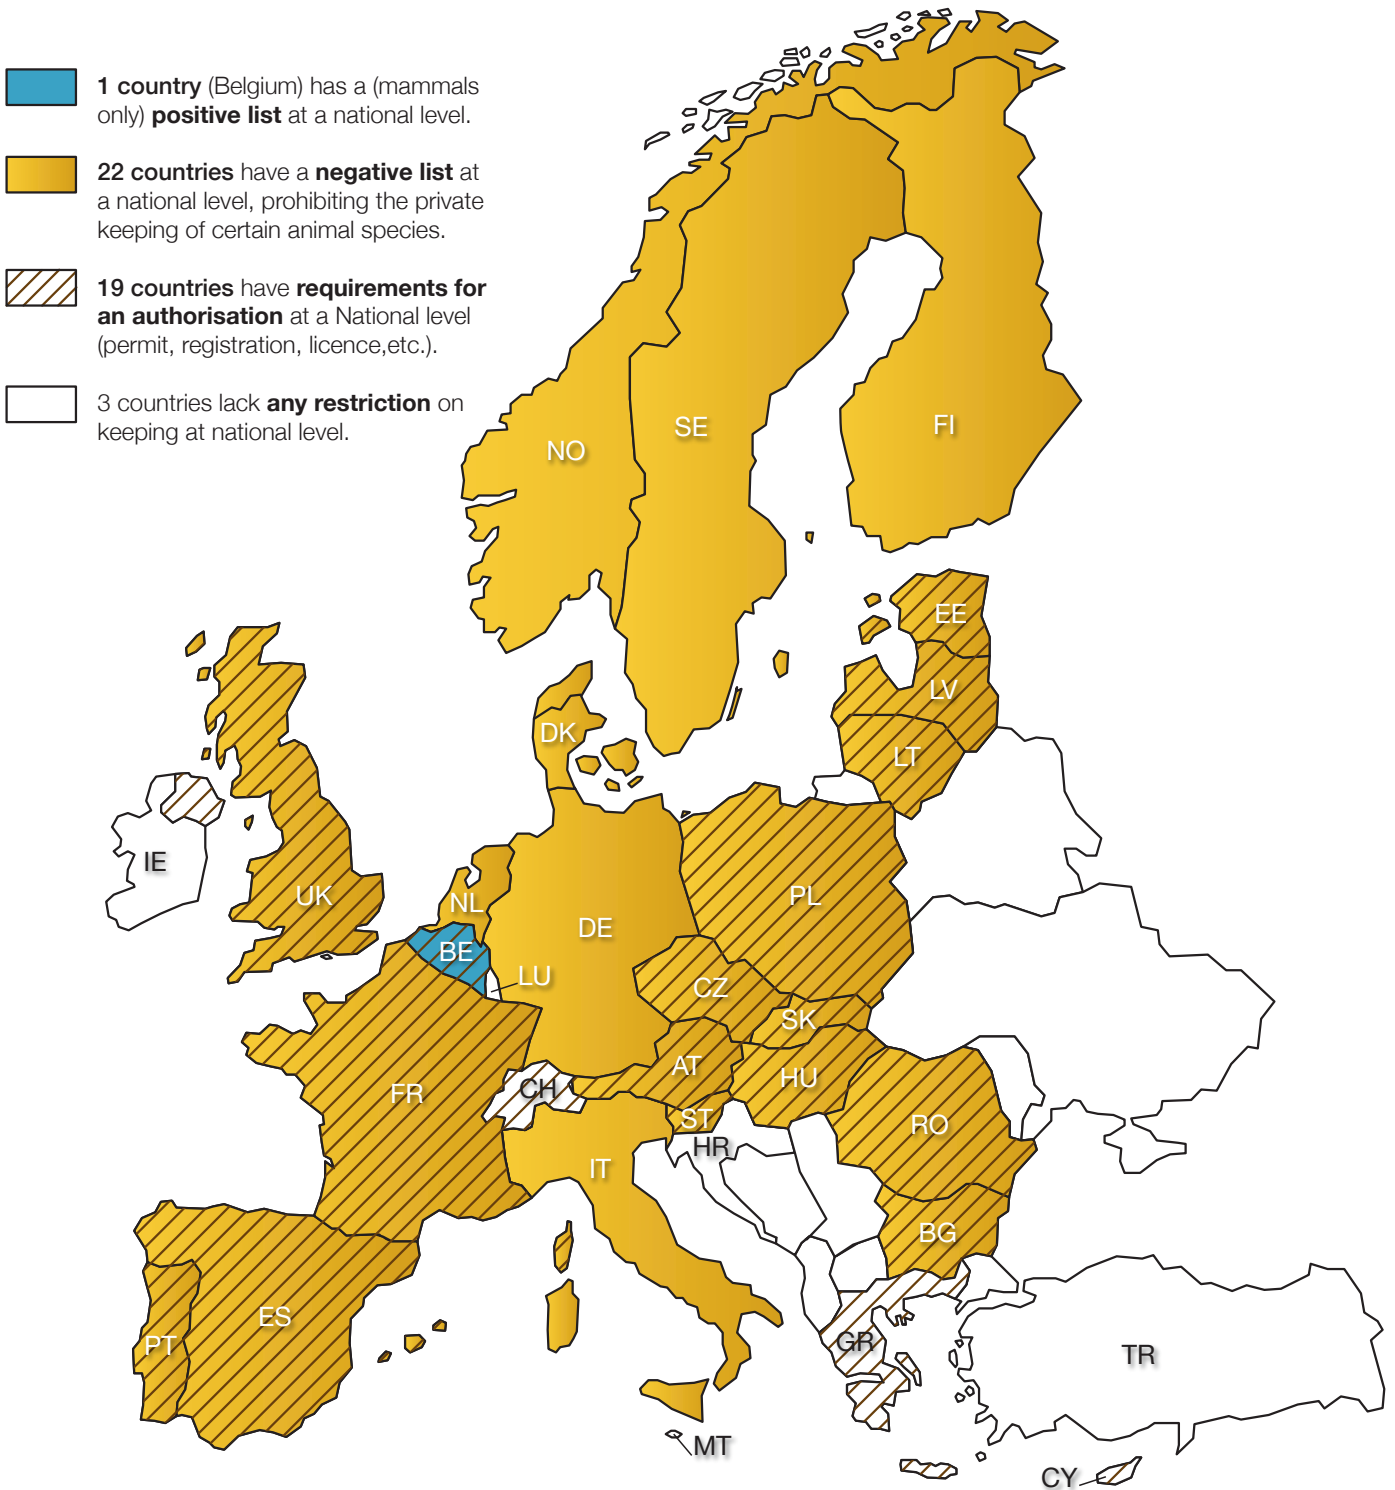 1 country (Belgium) has a (mammals
only) positive list at a national level.
22 countries have a negative list at
a national level, prohibiting the private
keeping of certain animal species.
19 countries have requirements for
an authorisation at a National level
(permit, registration, licence,etc.).
3 countries lack any restriction on
keeping at national level.
NO
SE
FI
EE
LV
LT
DK
IE
UK
NL
DE
PL
BE
LU
CZ
SK
FR
CH
AT
HU
ST
HR
RO
IT
BG
ES
PT
GR
TR
MT
CY